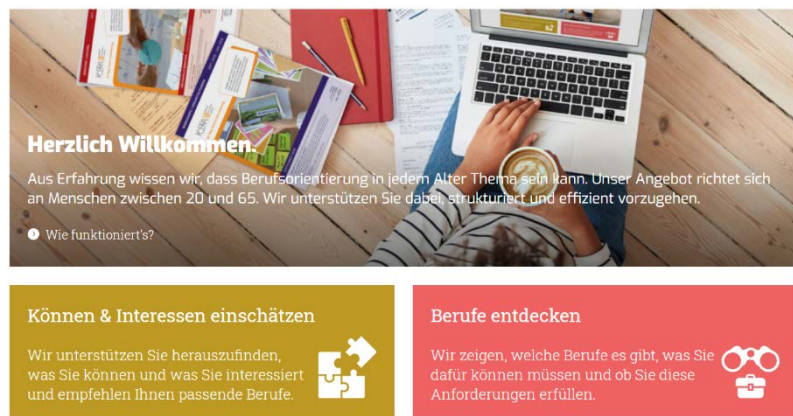 Herzlich Willkommen.
Aus Erfahrung wissen wir, dass Berufsorientierung in jedem Alter Thema sein kann. Unser Angebot richtet sich
an Menschen zwischen 20 und 65. Wir unterstützen Sie dabei, strukturiert und effizient vorzugehen.
Wie funktioniert's?
Können & Interessen einschätzen
Wir unterstützen Sie herauszufinden,
was Sie können und was Sie interessiert
und empfehlen Ihnen passende Berufe.
Berufe entdecken
Wir zeigen, welche Berufe es gibt, was Sie
dafür können müssen und ob Sie diese
Anforderungen erfüllen.